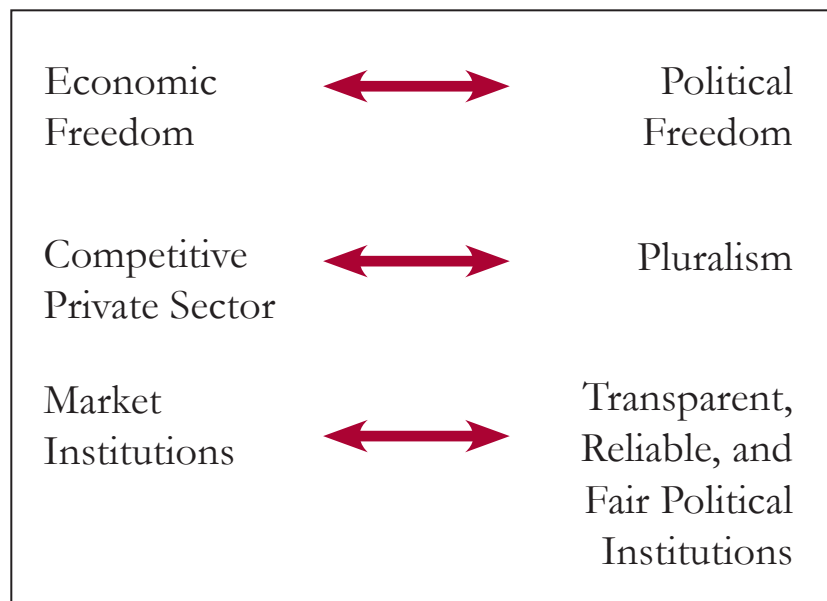 Economic
Freedom
Political
Freedom
Competitive
Private Sector
Pluralism
Market
Institutions
Transparent,
Reliable, and
Fair Political
Institutions